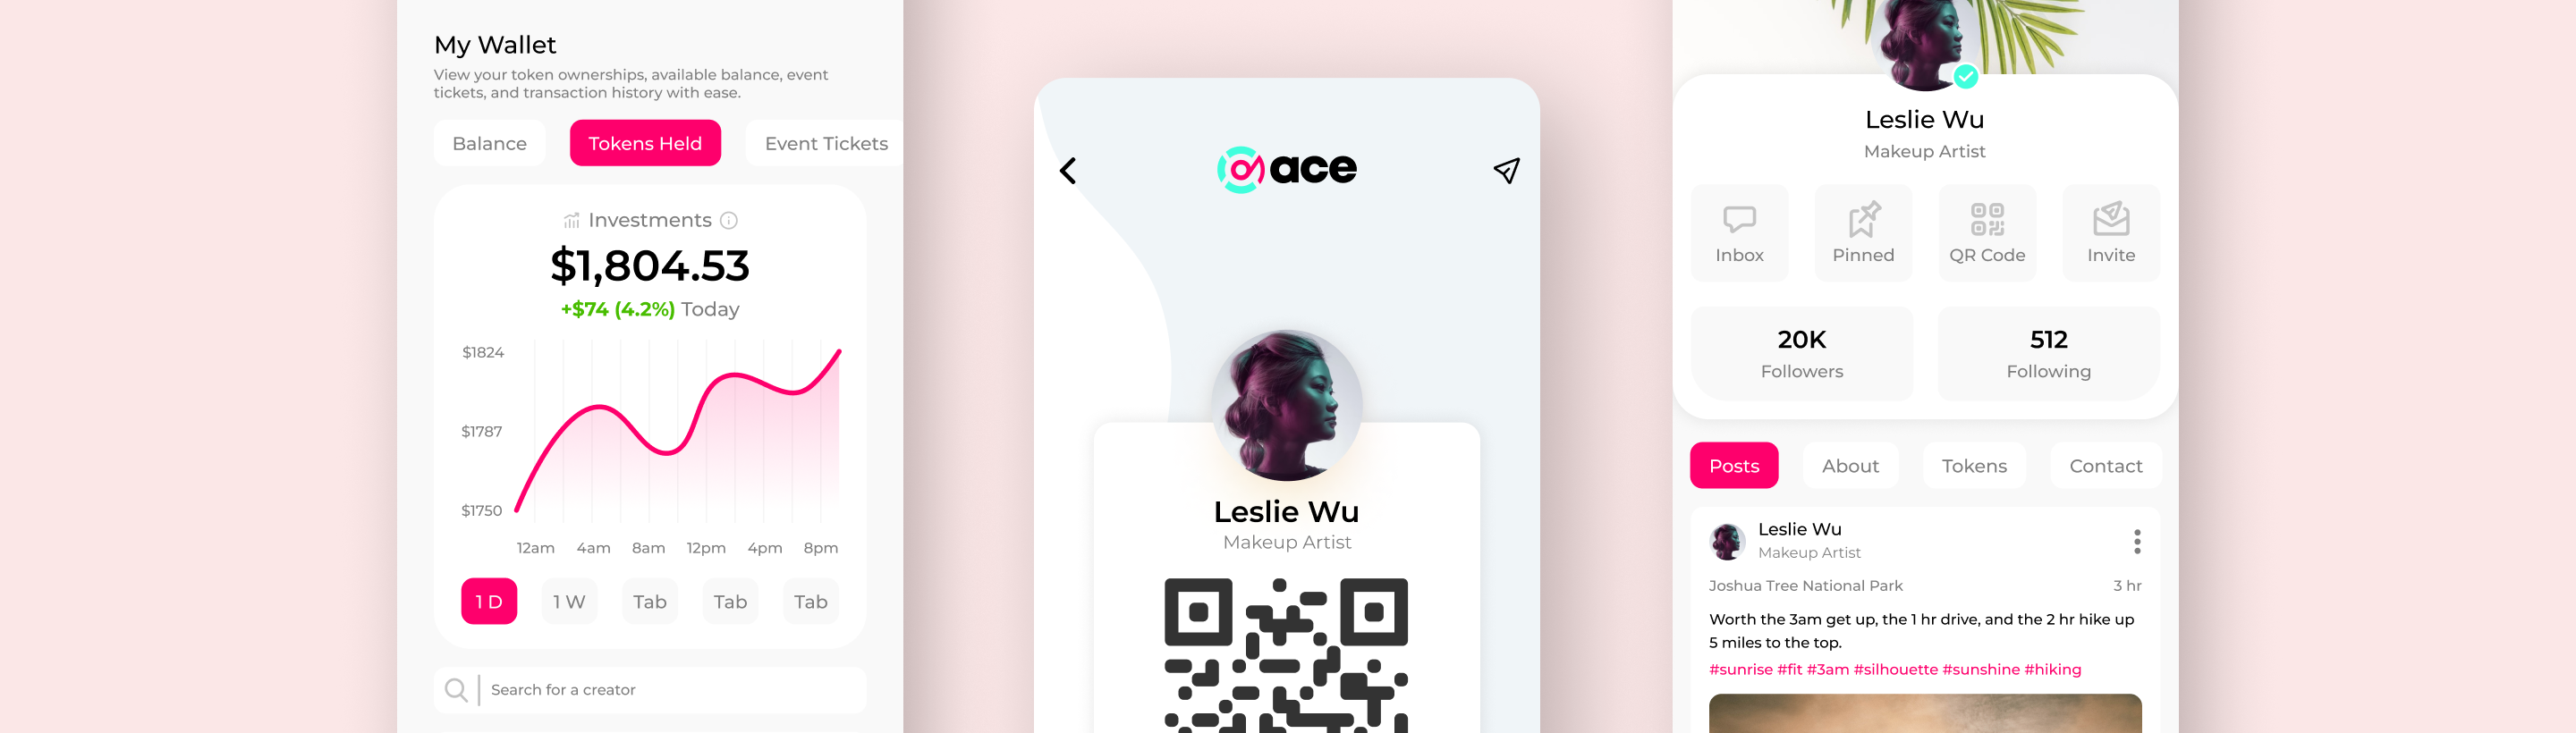 My Wallet
View your token ownerships, available balance, event
tickets, and transaction history with ease.
Balance
Tokens Held
Event Tickets
Investments
$1,804.53
+$74 (4.2%) Today
$1824
$1787
$1750
12am 4am 8am 12pm 4pm 8pm
1 D
1 W
Tab
Tab
Tab
Search for a creator
ace
Leslie Wu
Makeup Artist
Leslie Wu
Makeup Artist
Inbox
Pinned
QR Code
Invite
20K
Followers
512
Following
Posts
About
Tokens
Contact
Leslie Wu
Makeup Artist
Joshua Tree National Park
3 hr
Worth the 3am get up, the 1 hr drive, and the 2 hr hike up
5 miles to the top.
#sunrise #fit #3am #silhouette #sunshine #hiking